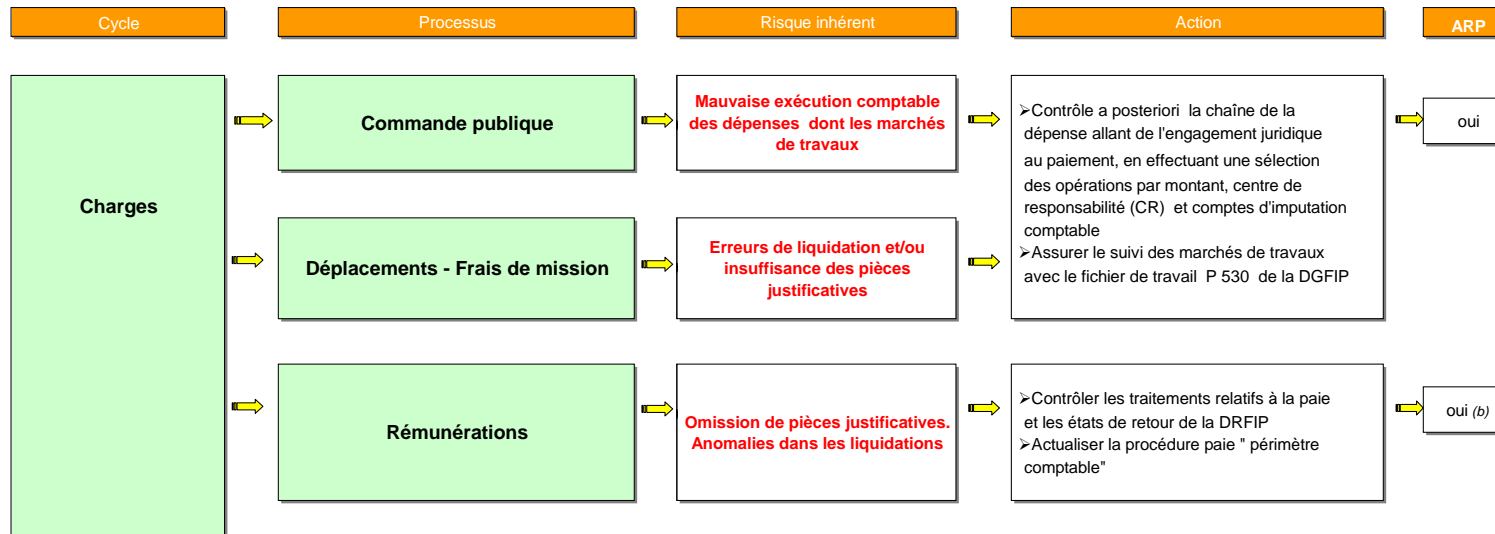 Cycle
Processus
Risque inhérent
Action
ARP
Charges
Commande publique
Mauvaise exécution comptable
des dépenses dont les marchés
de travaux
➢Contrôle a posteriori la chaîne de la
dépense allant de l'engagement juridique
au paiement, en effectuant une sélection
des opérations par montant, centre de
responsabilité (CR) et comptes d'imputation
comptable
➢Assurer le suivi des marchés de travaux
avec le fichier de travail P 530 de la DGFIP
oui
Déplacements - Frais de mission
Erreurs de liquidation et/ou
insuffisance des pièces
justificatives
Rémunérations
Omission de pièces justificatives.
Anomalies dans les liquidations
➢Contrôler les traitements relatifs à la paie
et les états de retour de la DRFIP
➢Actualiser la procédure paie " périmètre
comptable"
oui (b)